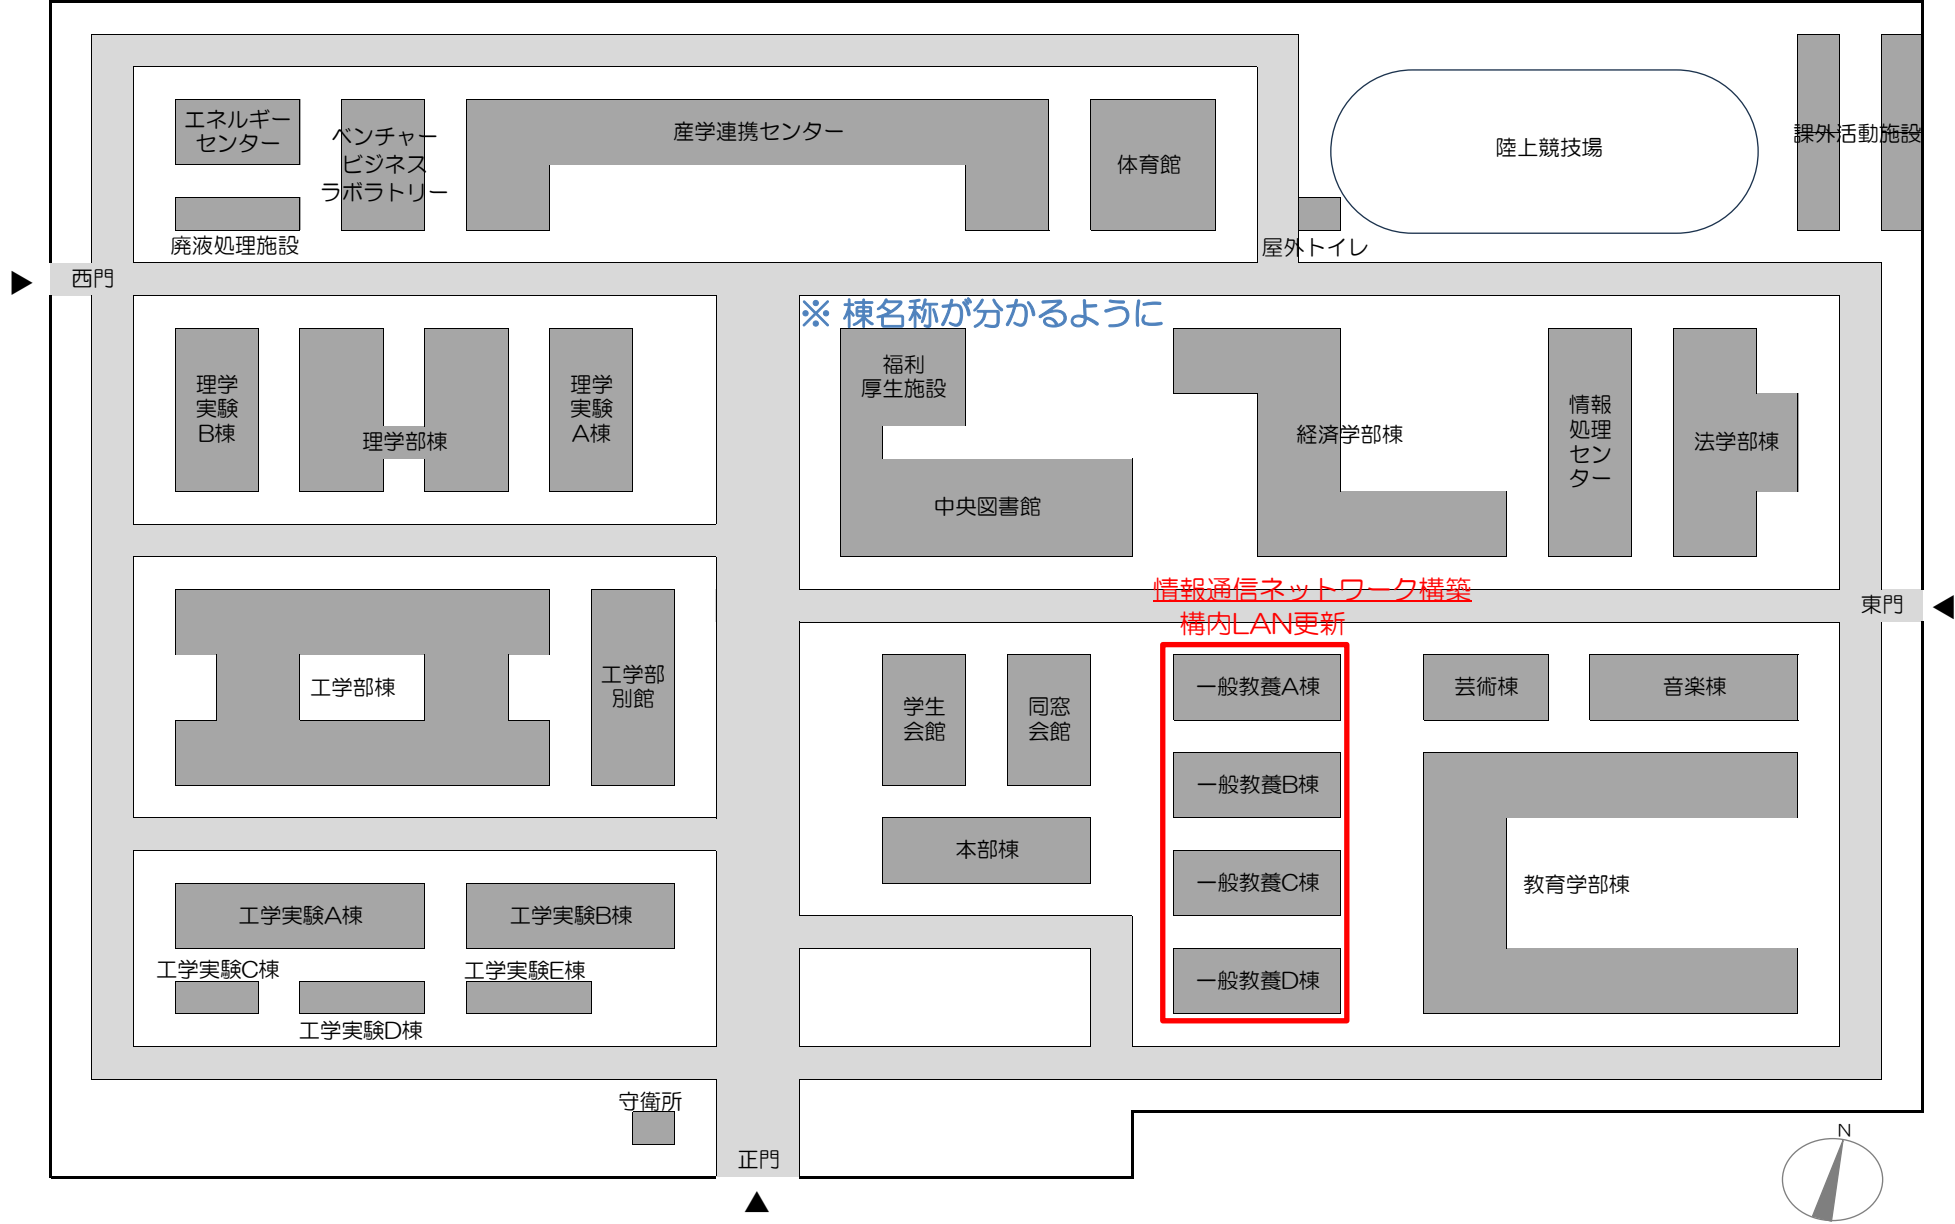 エネルギー
センター
ベンチャー
ビジネス
ラボラトリー
産学連携センター
体育館
陸上競技場
課外活動施設
廃液処理施設
屋外トイレ
西門
※ 棟名称が分かるように
理学
実験
B棟
理学部棟
理学
実験
A棟
福利
厚生施設
中央図書館
経済学部棟
情報
処理
セン
ター
法学部棟
情報通信ネットワーク構築
構内LAN更新
東門
工学部棟
工学部
別館
学生
会館
同窓
会館
一般教養A棟
芸術棟
音楽棟
一般教養B棟
本部棟
一般教養C棟
教育学部棟
工学実験A棟
工学実験B棟
工学実験C棟
工学実験E棟
一般教養D棟
工学実験D棟
守衛所
正門
N